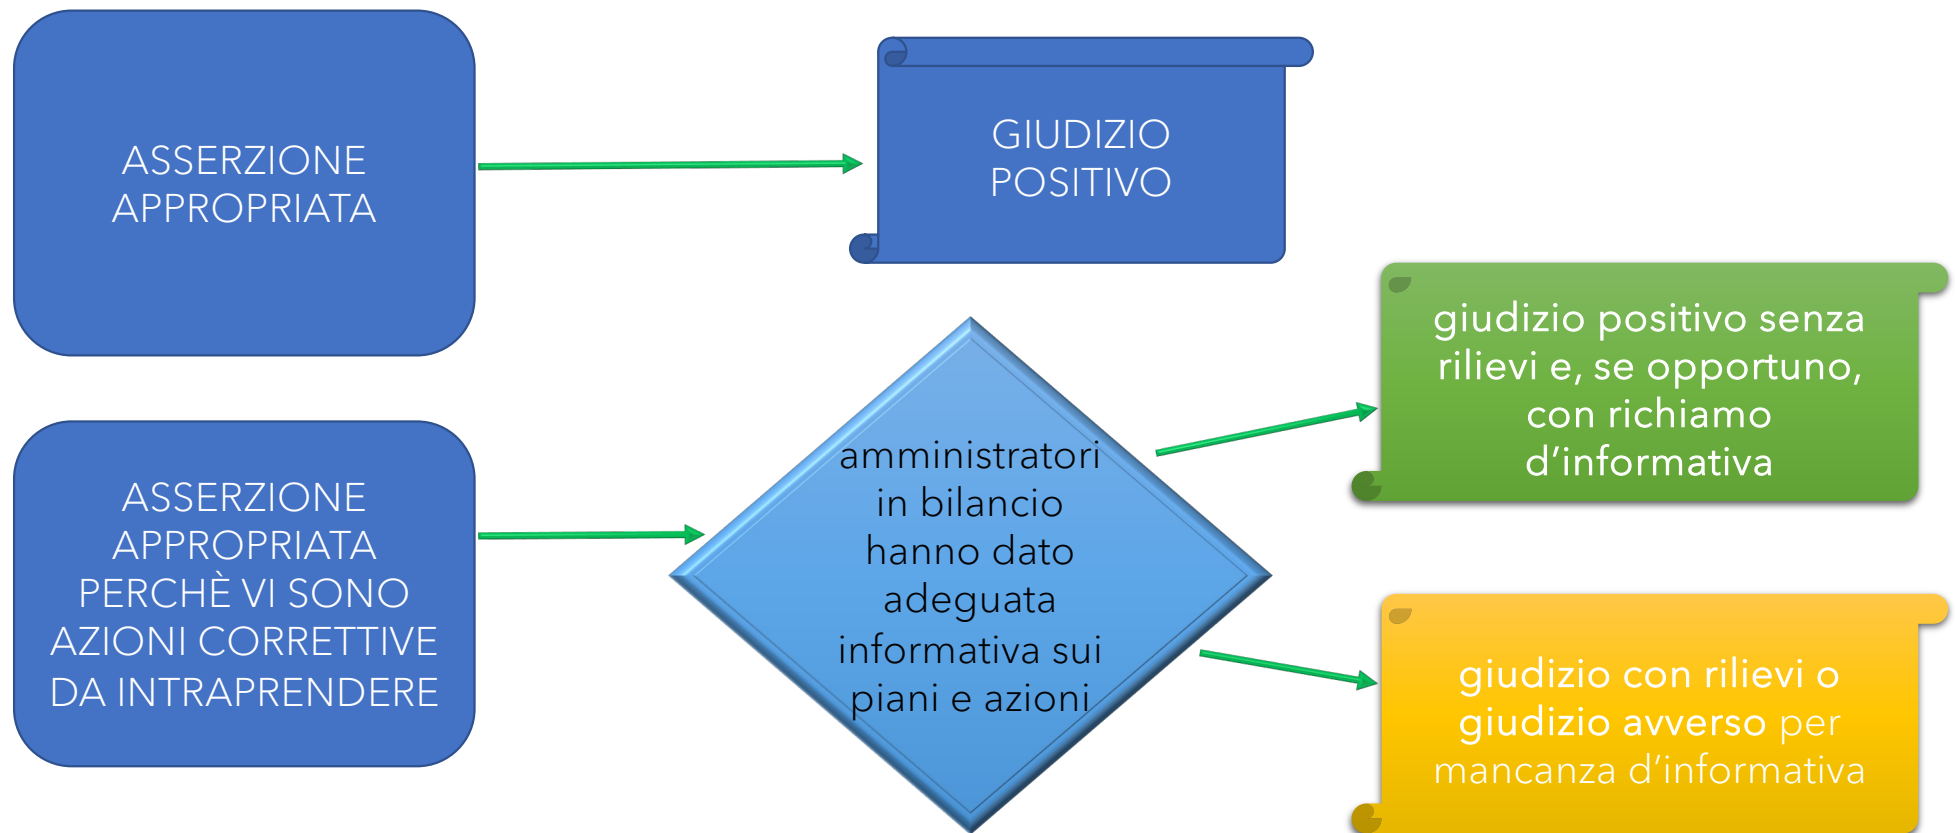 ASSERZIONE
APPROPRIATA
GIUDIZIO
POSITIVO
ASSERZIONE
APPROPRIATA
PERCHÈ VI SONO
AZIONI CORRETTIVE
DA INTRAPRENDERE
amministratori
in bilancio
hanno dato
adeguata
informativa sui
piani e azioni
giudizio positivo senza
rilievi e, se opportuno,
con richiamo
d’informativa
giudizio con rilievi o
giudizio avverso per
mancanza d’informativa